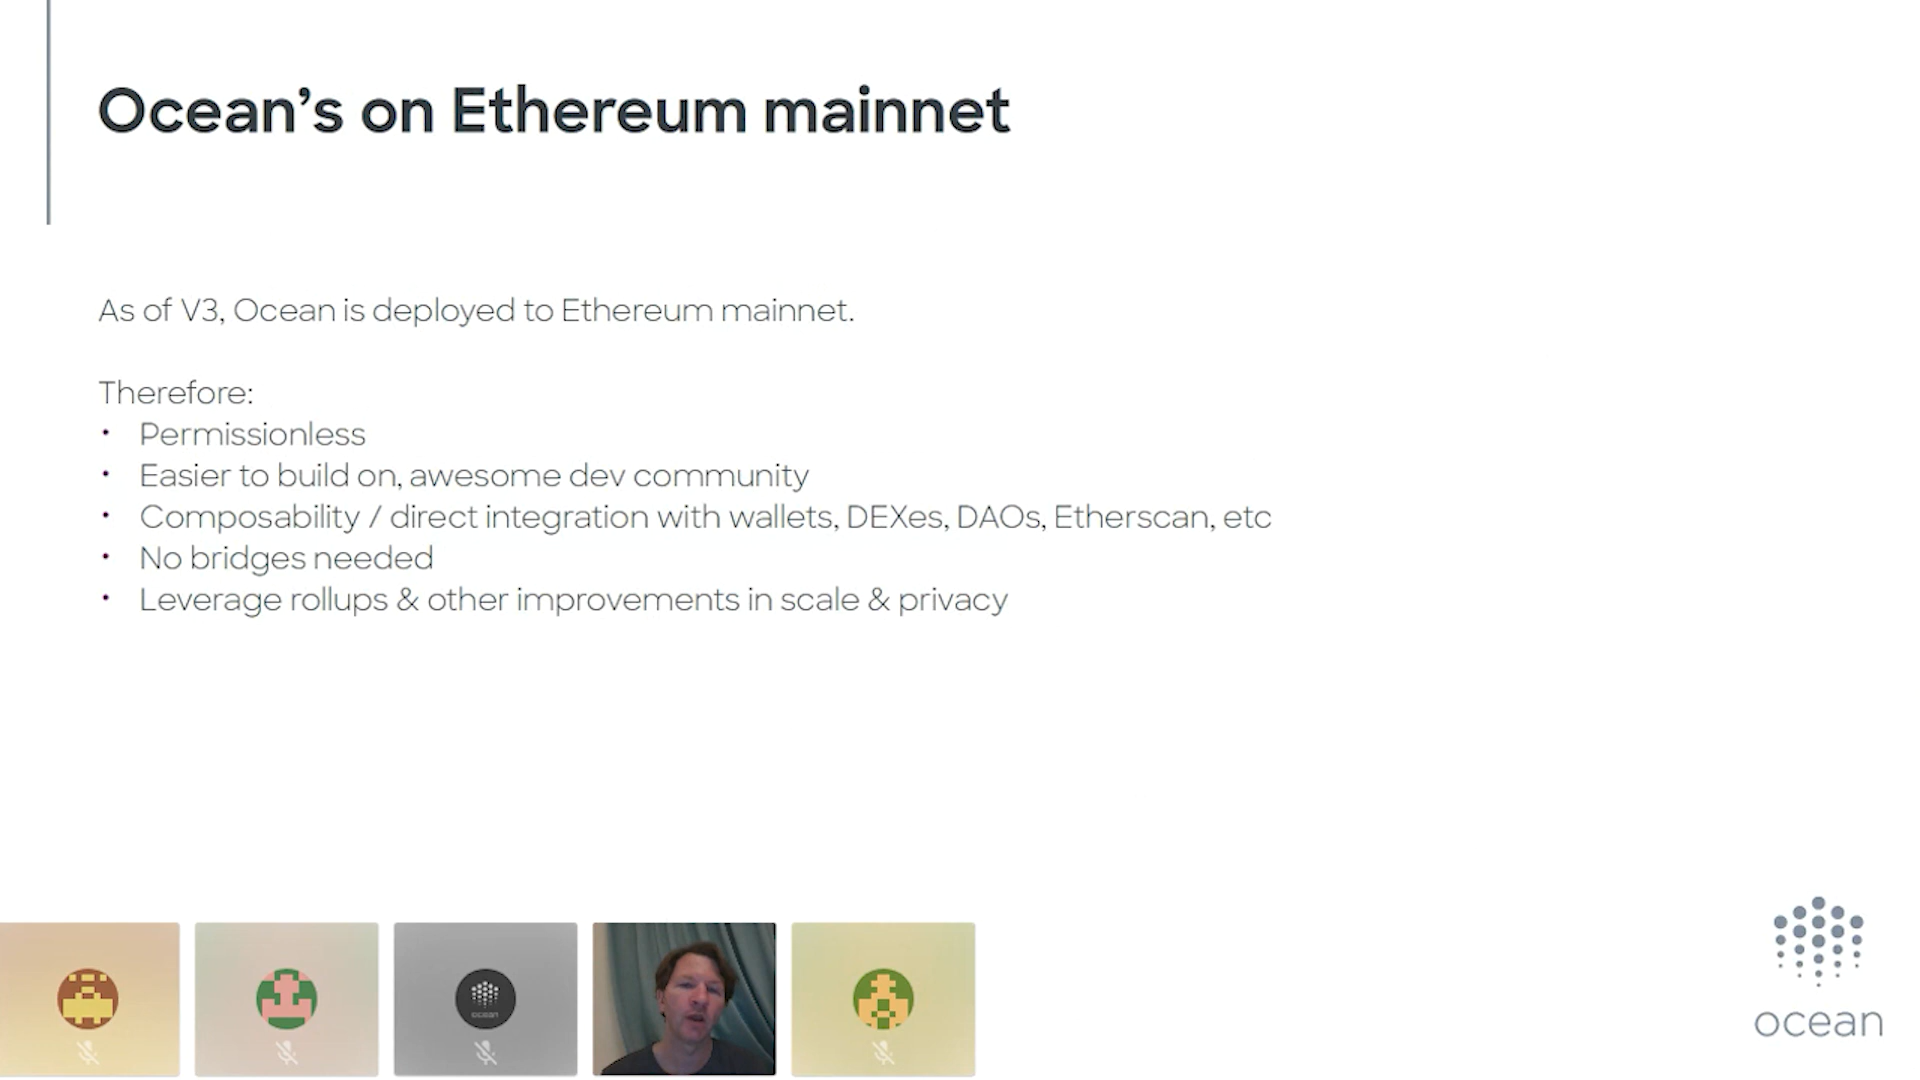 Ocean’s on Ethereum mainnet
As of V3, Ocean is deployed to Ethereum mainnet.
Therefore:
• Permissionless
• Easier to build on, awesome dev community
• Composability / direct integration with wallets, DEXes, DAOs, Etherscan, etc
• No bridges needed
• Leverage rollups & other improvements in scale & privacy
ocean
ocean